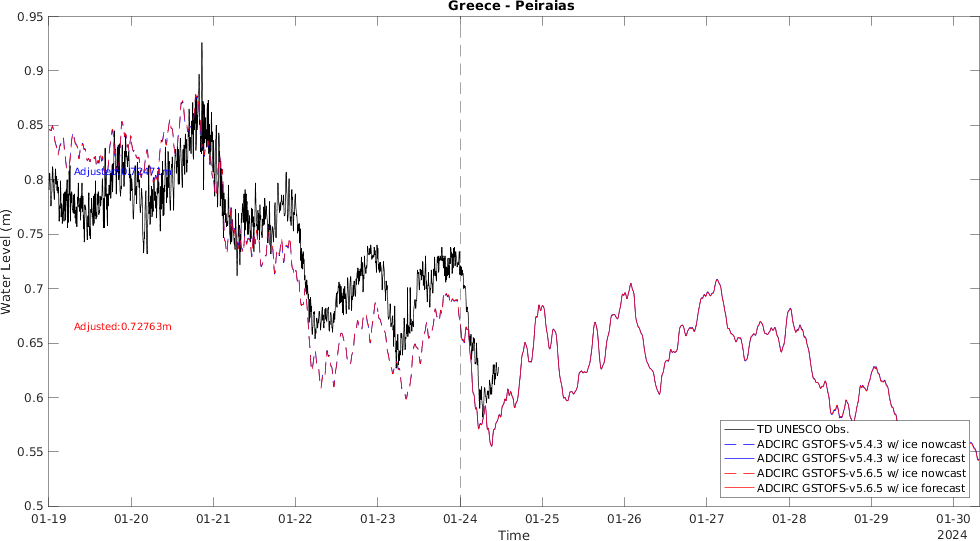 Greece - Peiraias
0.95
0.9
0.85
0.8
0.75
0.7
0.65
0.6
0.55
0.5
Water Level (m)
Adjusted:0.72471m
Adjusted:0.72763m
TD UNESCO Obs.
ADCIRC GSTOFS-v5.4.3 w/ ice nowcast
ADCIRC GSTOFS-v5.4.3 w/ ice forecast
ADCIRC GSTOFS-v5.6.5 w/ ice nowcast
ADCIRC GSTOFS-v5.6.5 w/ ice forecast
01-19 01-20 01-21 01-22 01-23 01-24 01-25 01-26 01-27 01-28 01-29 01-30
Time
2024